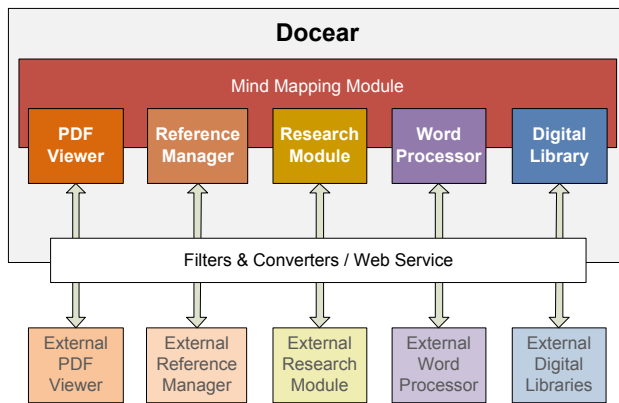 Docear
Mind Mapping Module
PDF
Viewer
Reference
Manager
Research
Module
Word
Processor
Digital
Library
Filters & Converters / Web Service
External
PDF
Viewer
External
Reference
Manager
External
Research
Module
External
Word
Processor
External
Digital
Libraries